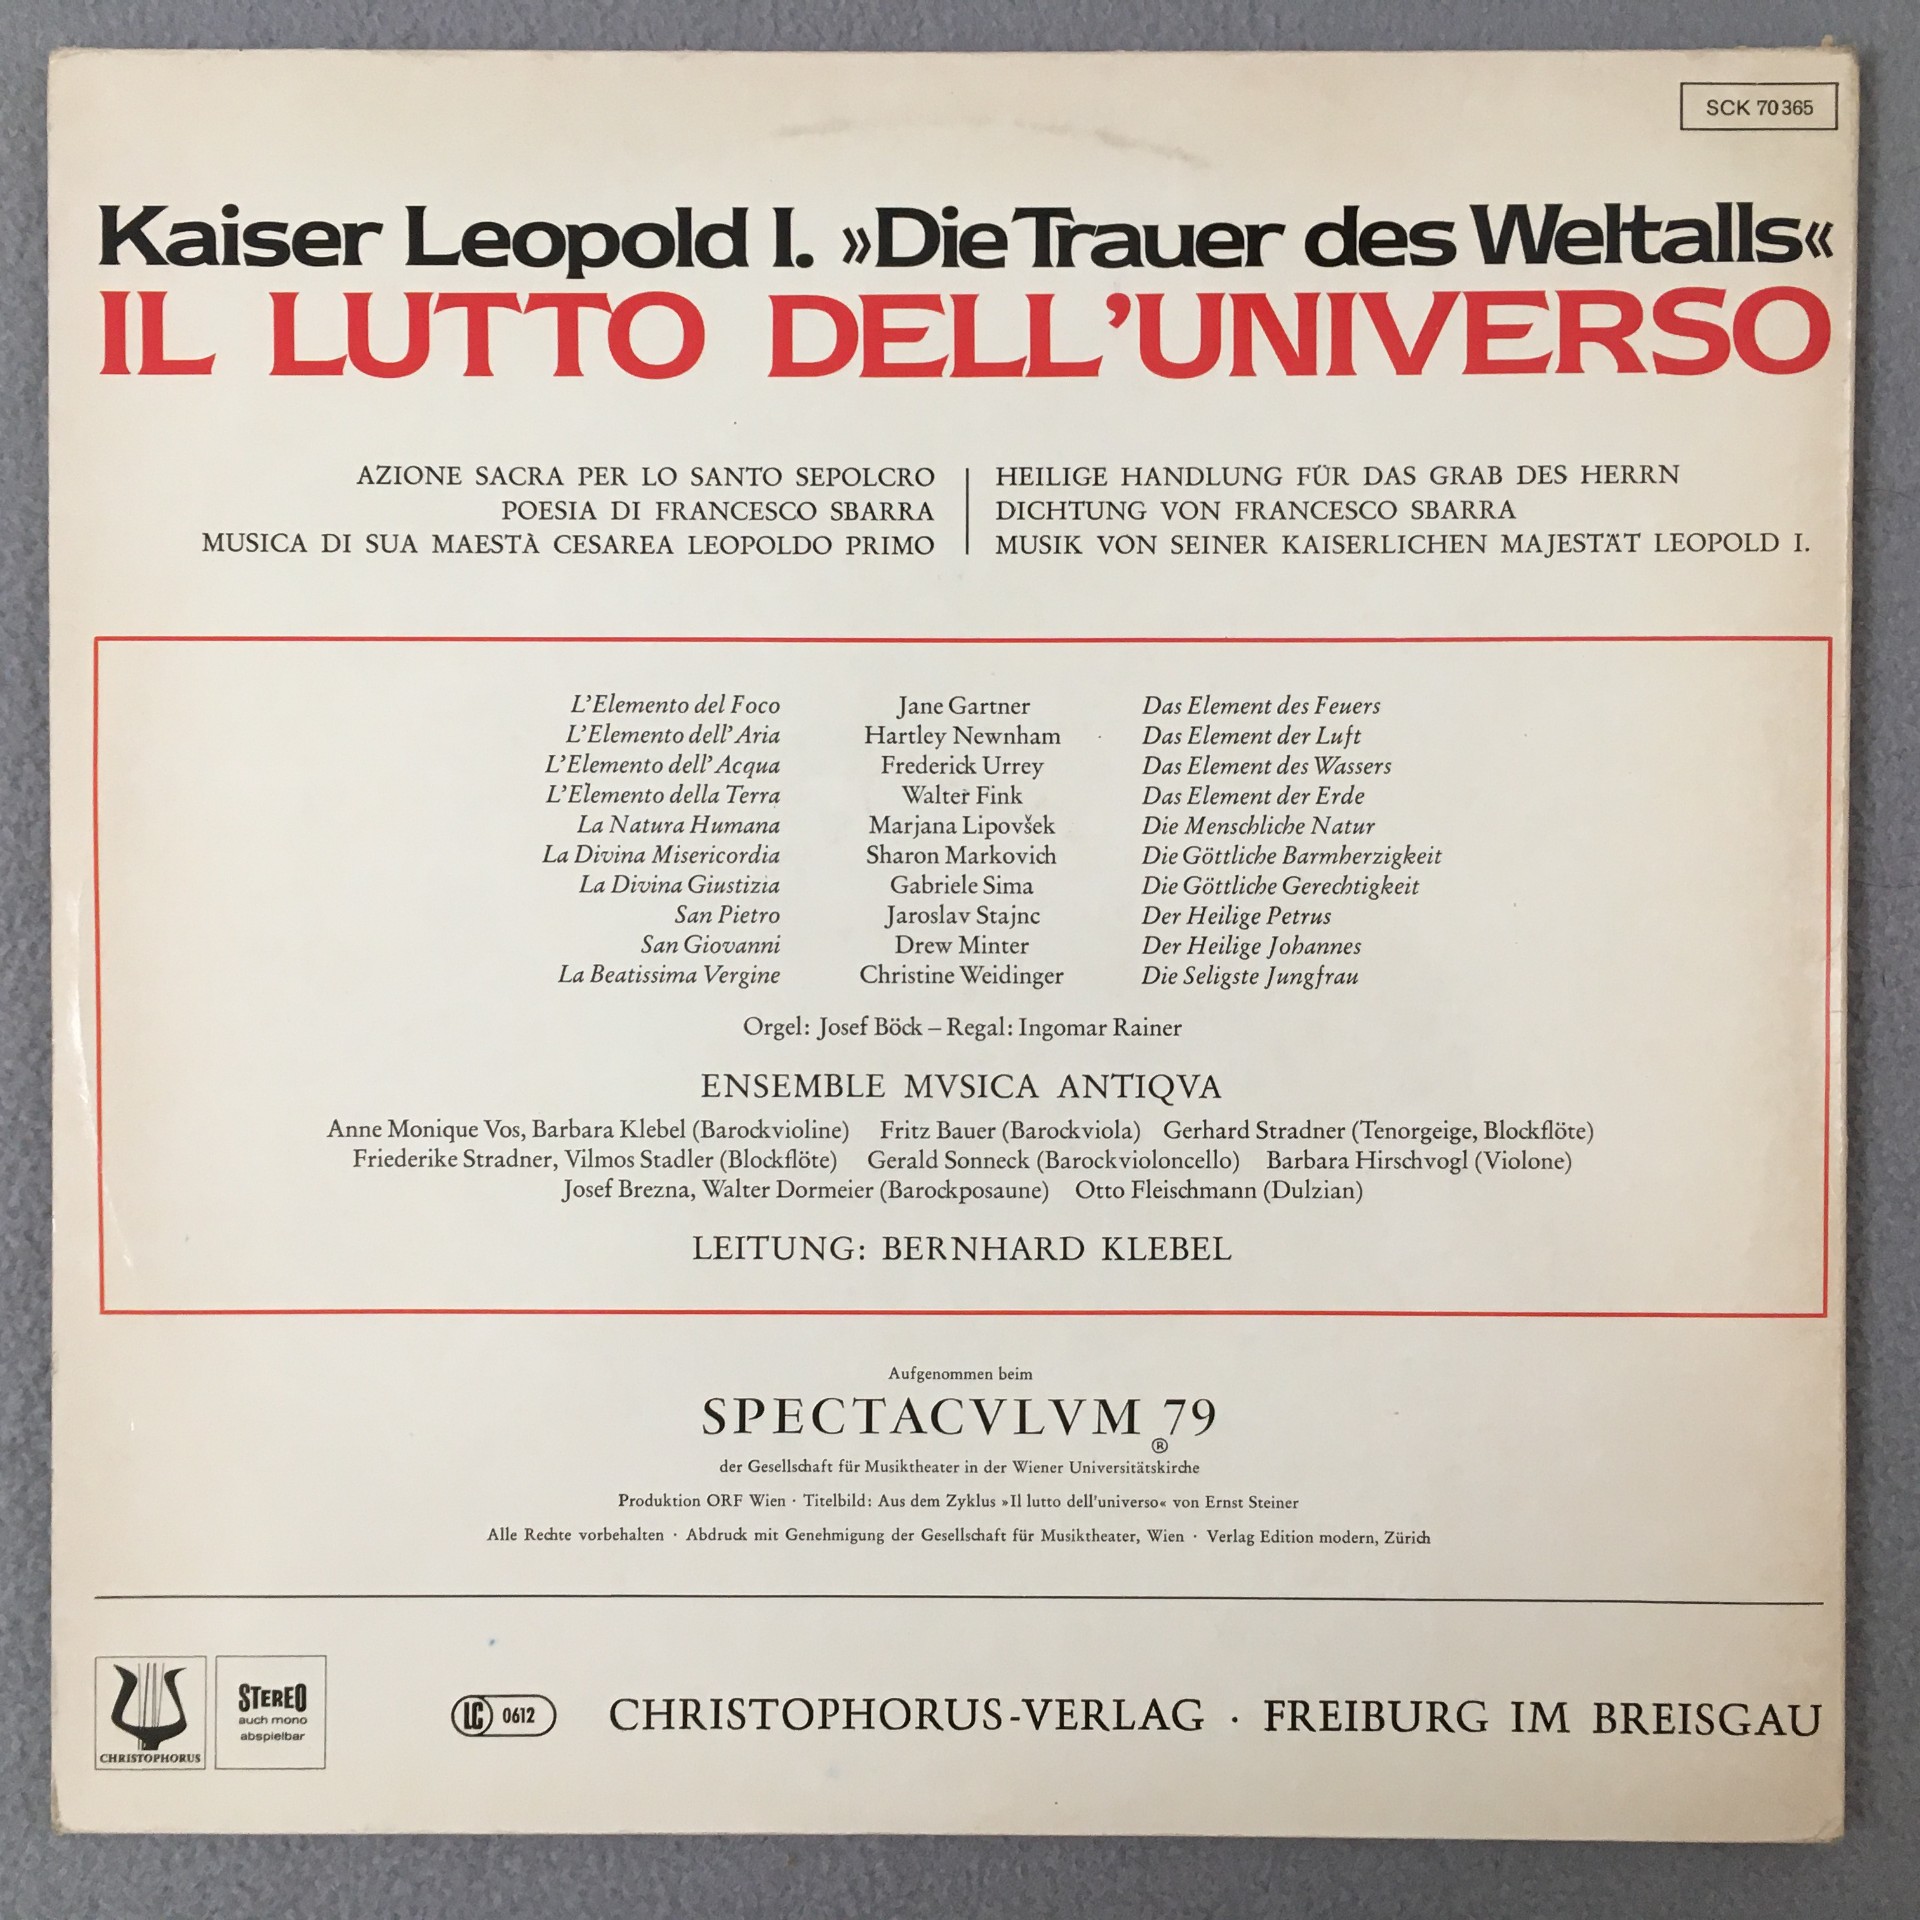 SCK 70365
Kaiser Leopold I. »Die Trauer des Weltalls«
IL LUTTO DELL’UNIVERSO
AZIONE SACRA PER LO SANTO SEPOLCRO
POESIA DI FRANCESCO SBARRA
MUSICA DI SUA MAESTÀ CESAREA LEOPOLDO PRIMO
HEILIGE HANDLUNG FÜR DAS GRAB DES HERRN
DICHTUNG VON FRANCESCO SBARRA
MUSIK VON SEINER KAISERLICHEN MAJESTÄT LEOPOLD I.
L’Elemento del Foco Jane Gartner Das Element des Feuers
L’Elemento dell’Aria Hartley Newnham Das Element der Luft
L’Elemento dell’Acqua Frederick Urrey Das Element des Wassers
L’Elemento della Terra Walter Fink Das Element der Erde
La Natura Humana Marjana Lipovšek Die Menschliche Natur
La Divina Misericordia Sharon Markovich Die Göttliche Barmherzigkeit
La Divina Giustizia Gabriele Sima Die Göttliche Gerechtigkeit
San Pietro Jaroslav Stajnc Der Heilige Petrus
San Giovanni Drew Minter Der Heilige Johannes
La Beatissima Vergine Christine Weidinger Die Seligste Jungfrau
Orgel: Josef Böck – Regal: Ingomar Rainer
ENSEMBLE MVSICA ANTIQVA
Anne Monique Vos, Barbara Klebel (Barockvioline) Fritz Bauer (Barockviola) Gerhard Stradner (Tenorgeige, Blockflöte)
Friederike Stradner, Vilmos Stadler (Blockflöte) Gerald Sonneck (Barockvioloncello) Barbara Hirschvogl (Violone)
Josef Brezna, Walter Dormeier (Barockposaune) Otto Fleischmann (Dulzian)
LEITUNG: BERNHARD KLEBEL
Aufgenommen beim
SPECTACVLVM 79
®
der Gesellschaft für Musiktheater in der Wiener Universitätskirche
Produktion ORF Wien · Titelbild: Aus dem Zyklus »Il lutto dell'universo« von Ernst Steiner
Alle Rechte vorbehalten · Abdruck mit Genehmigung der Gesellschaft für Musiktheater, Wien · Verlag Edition modern, Zürich
CHRISTOPHORUS
STEREO
auch mono
abspielbar
LC 0612
CHRISTOPHORUS-VERLAG · FREIBURG IM BREISGAU